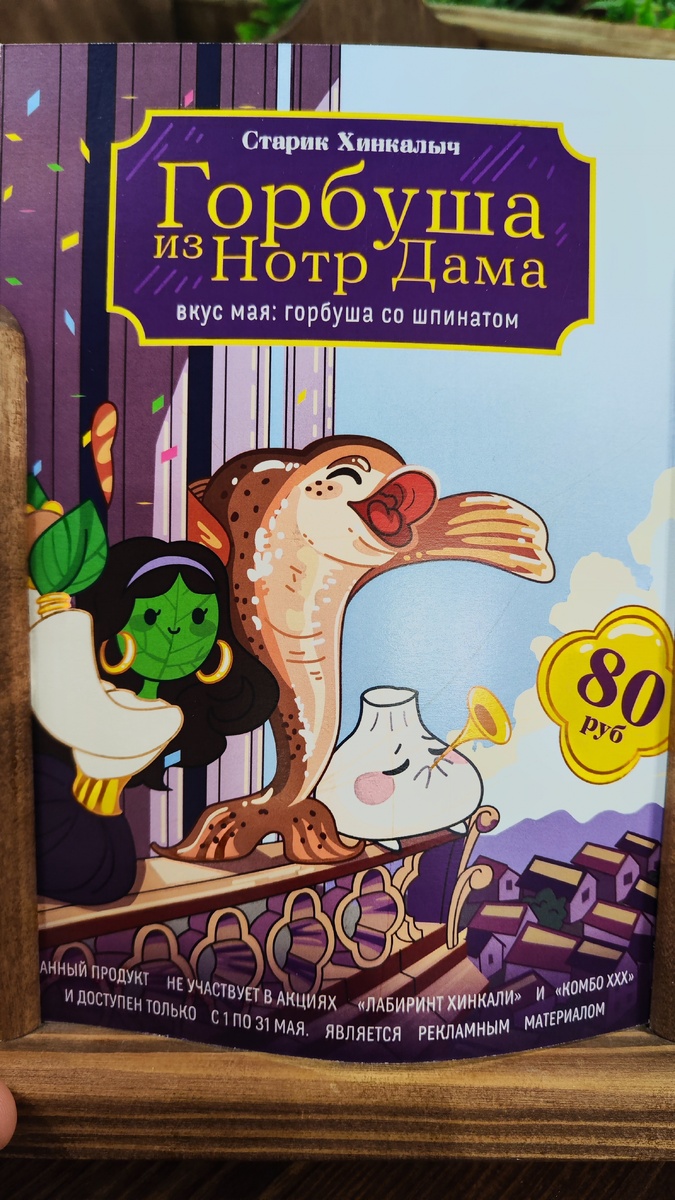 Старик Хинкалыч
Горбуша
из Нотр Дама
вкус мая: горбуша со шпинатом
80
руб
АННЫЙ ПРОДУКТ НЕ УЧАСТВУЕТ В АКЦИЯХ «ЛАБИРИНТ ХИНКАЛИ» И «КОМБО ХХХ»
И ДОСТУПЕН ТОЛЬКО С 1 ПО 31 МАЯ. ЯВЛЯЕТСЯ РЕКЛАМНЫМ МАТЕРИАЛОМ